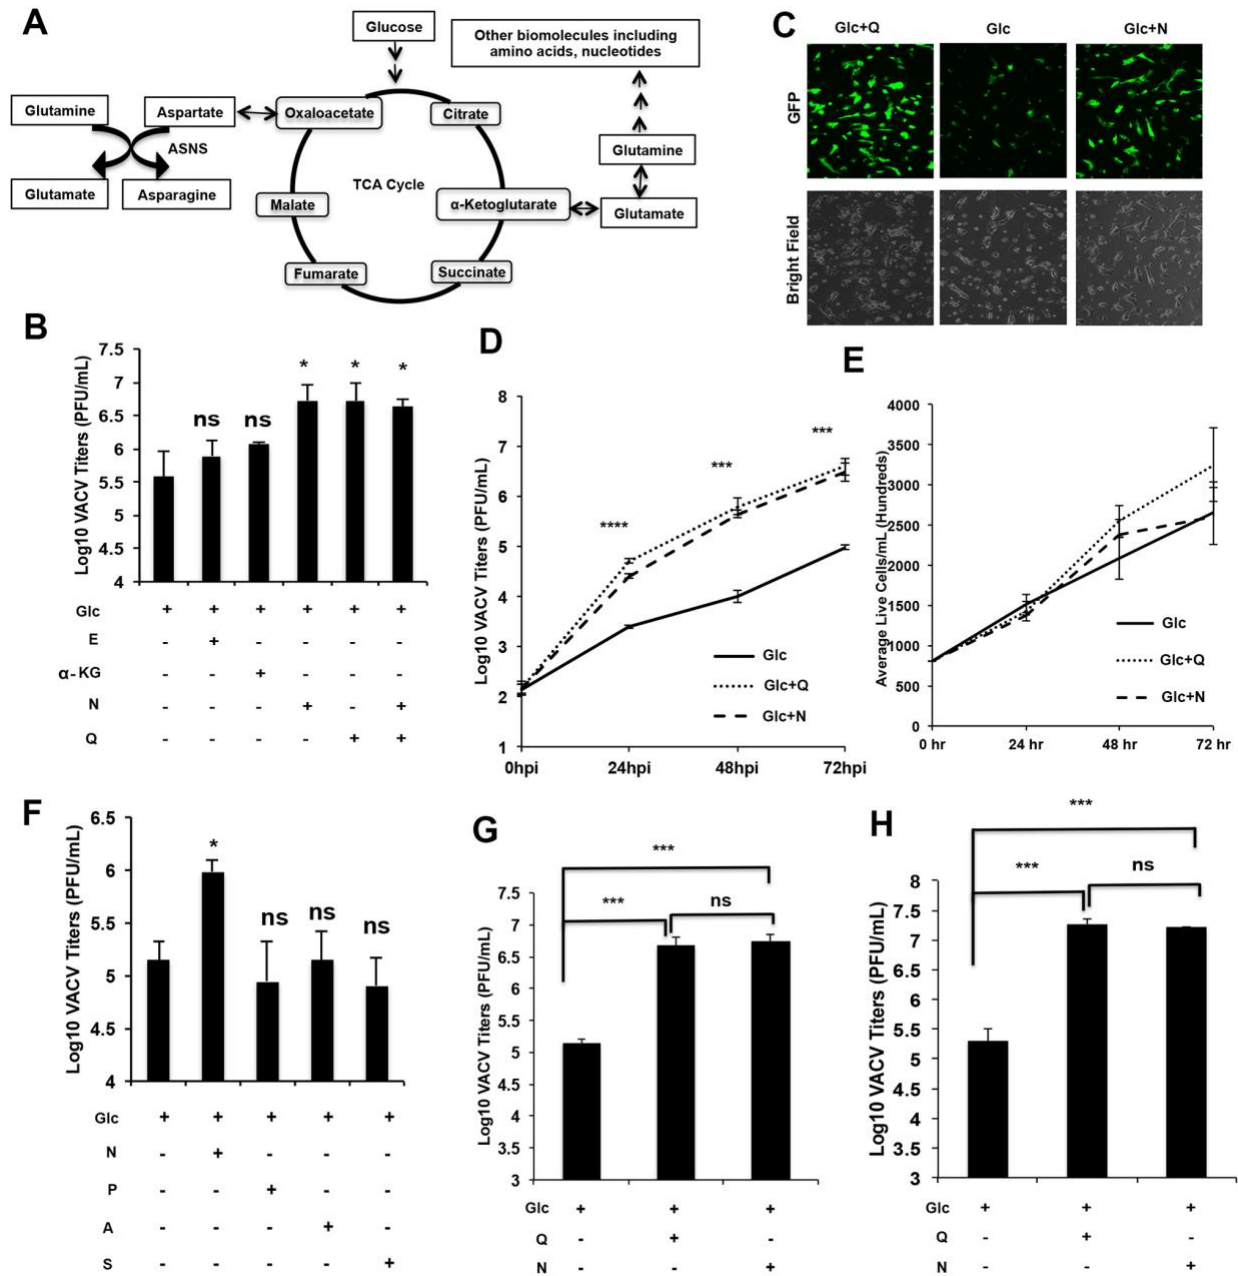 A
Glucose
Other biomolecules including
amino acids, nucleotides
Glutamine
Aspartate
Oxaloacetate
Citrate
ASNS
Glutamine
TCA Cycle
Glutamate
Asparagine
Malate
α-Ketoglutarate
Glutamate
Fumarate
Succinate
C
Glc+Q
Glc
Glc+N
GFP
Bright Field
B
Log10 VACV Titers (PFU/mL)
7.5
7
6.5
6
5.5
5
4.5
4
ns
ns
*
*
*
Glc + + + + + +
E - + - - - -
α-KG - - + - - -
N - - - + - +
Q - - - - + +
D
Log10 VACV Titers (PFU/mL)
8
7
6
5
4
3
2
1
****
***
***
Glc
Glc+Q
Glc+N
0hpi 24hpi 48hpi 72hpi
E
Average Live Cells/mL (Hundreds)
4000
3500
3000
2500
2000
1500
1000
500
0
Glc
Glc+Q
Glc+N
0 hr 24 hr 48 hr 72 hr
F
Log10 VACV Titers (PFU/mL)
6.5
6
5.5
5
4.5
4
*
ns
ns
ns
Glc + + + + +
N - + - - -
P - - + - -
A - - - + -
S - - - - +
G
Log10 VACV Titers (PFU/mL)
7.5
7
6.5
6
5.5
5
4.5
4
3.5
3
***
***
ns
Glc + + +
Q - + -
N - - +
H
Log10 VACV Titers (PFU/mL)
8
7.5
7
6.5
6
5.5
5
4.5
4
3.5
3
***
***
ns
Glc + + +
Q - + -
N - - +